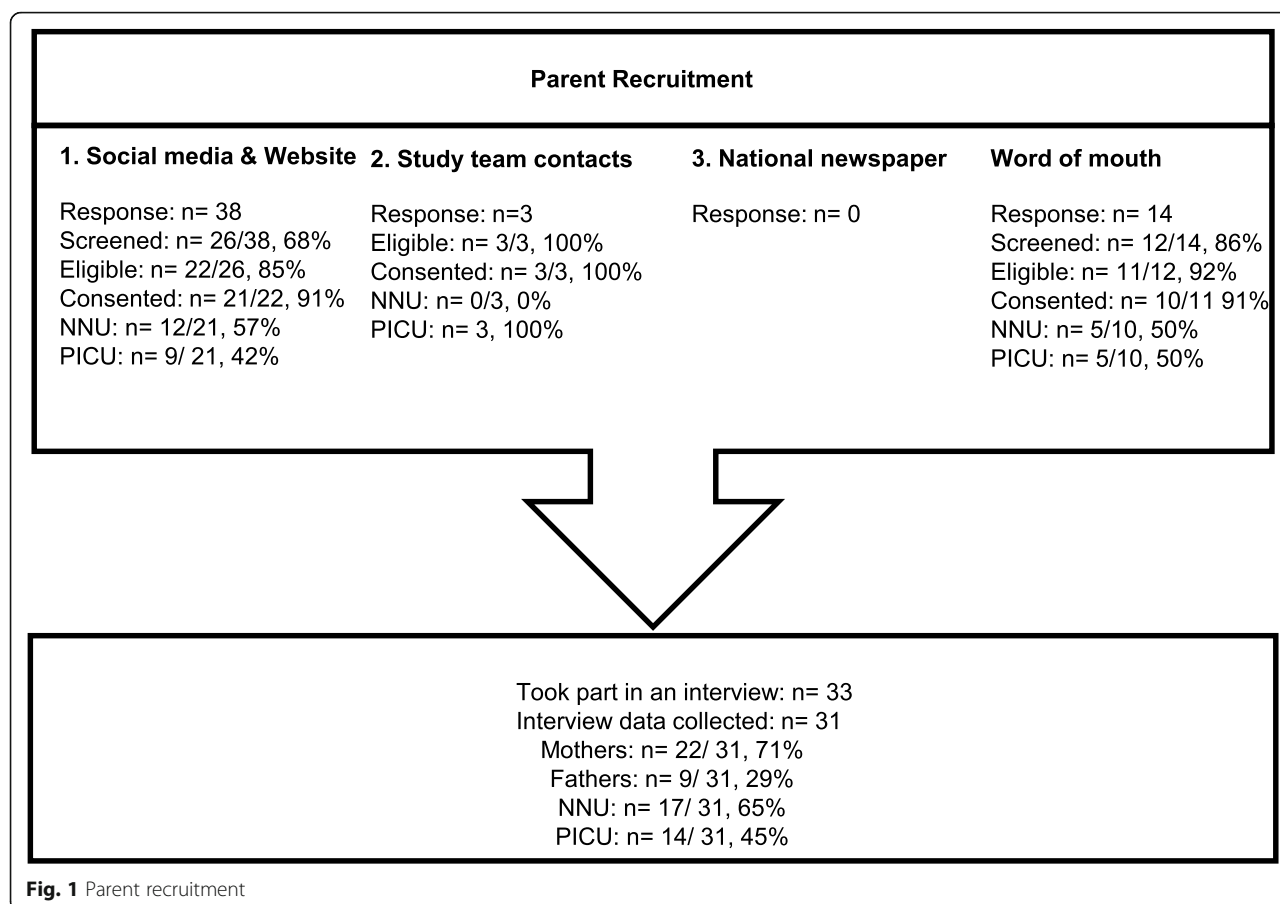 Parent Recruitment
1. Social media & Website
Response: n= 38
Screened: n= 26/38, 68%
Eligible: n= 22/26, 85%
Consented: n= 21/22, 91%
NNU: n= 12/21, 57%
PICU: n= 9/ 21, 42%
2. Study team contacts
Response: n=3
Eligible: n= 3/3, 100%
Consented: n= 3/3, 100%
NNU: n= 0/3, 0%
PICU: n= 3, 100%
3. National newspaper
Response: n= 0
Word of mouth
Response: n= 14
Screened: n= 12/14, 86%
Eligible: n= 11/12, 92%
Consented: n= 10/11 91%
NNU: n= 5/10, 50%
PICU: n= 5/10, 50%
Took part in an interview: n= 33
Interview data collected: n= 31
Mothers: n= 22/ 31, 71%
Fathers: n= 9/ 31, 29%
NNU: n= 17/ 31, 65%
PICU: n= 14/ 31, 45%
Fig. 1 Parent recruitment